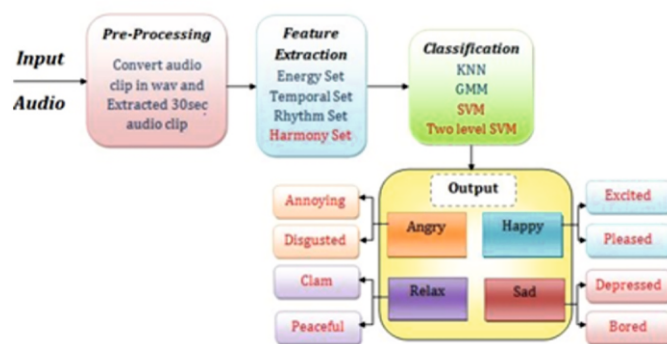 Input
Audio
Pre-Processing
Convert audio
clip in wav and
Extracted 30sec
audio clip
Feature
Extraction
Energy Set
Temporal Set
Rhythm Set
Harmony Set
Classification
KNN
GMM
SVM
Two level SVM
Output
Annoying
Disgusted
Angry
Happy
Excited
Pleased
Clam
Peaceful
Relax
Sad
Depressed
Bored